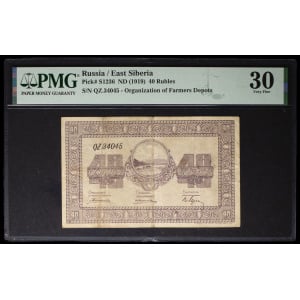 PMG
PAPER MONEY GUARANTY
Russia / East Siberia
Pick# S1236 ND (1919) 40 Rubles
S/N QZ.34045 - Organization of Farmers Depots
30
Very Fine
QZ.34045
40 40